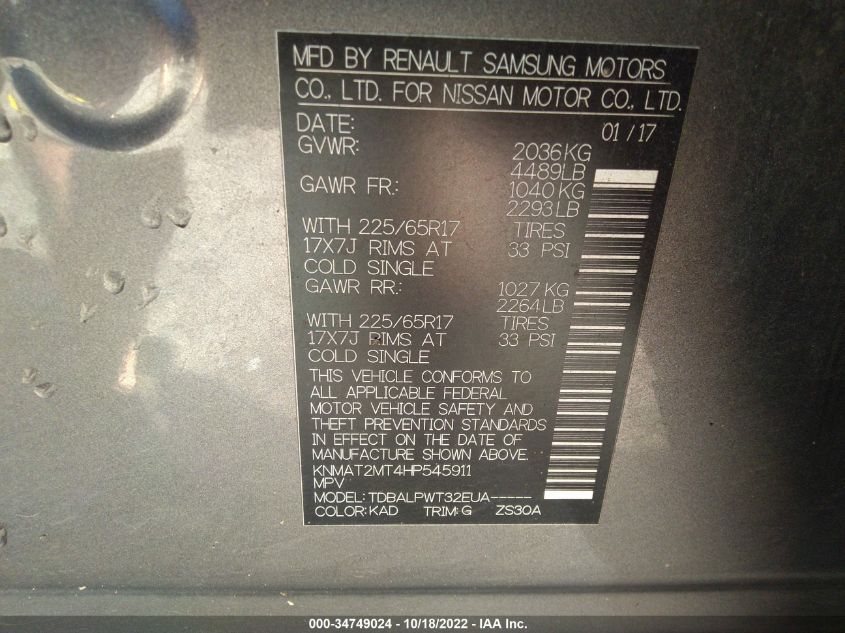 MFD BY RENAULT SAMSUNG MOTORS
CO., LTD. FOR NISSAN MOTOR CO., LTD.
DATE: 01 / 17
GVWR: 2036KG
4489LB
GAWR FR.: 1040 KG
2293LB
WITH 225/65R17 TIRES
17X7J RIMS AT 33 PSI
COLD SINGLE
GAWR RR.: 1027 KG
2264LB
WITH 225/65R17 TIRES
17X7J RIMS AT 33 PSI
COLD SINGLE
THIS VEHICLE CONFORMS TO
ALL APPLICABLE FEDERAL
MOTOR VEHICLE SAFETY AND
THEFT PREVENTION STANDARDS
IN EFFECT ON THE DATE OF
MANUFACTURE SHOWN ABOVE.
KNMAT2MT4HP545911
MPV
MODEL: TDBALPWT32EUA-----
COLOR: KAD TRIM: G ZS30A
000-34749024 - 10/18/2022 - IAA Inc.